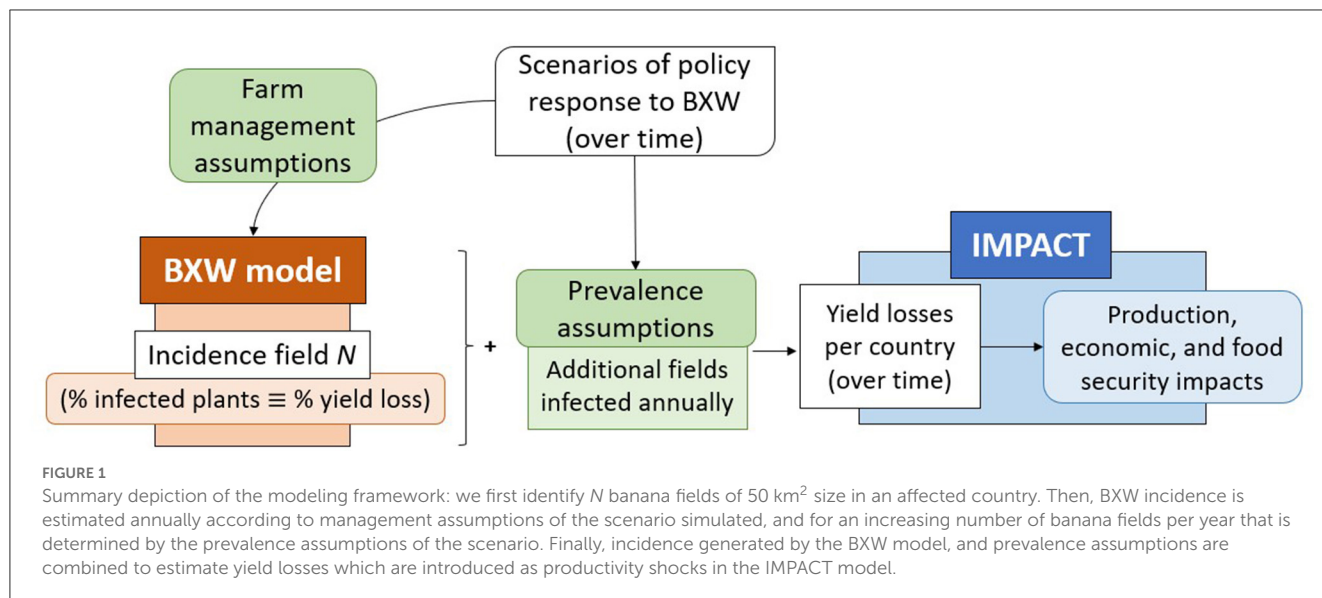 Farm
management
assumptions
Scenarios of policy
response to BXW
(over time)
BXW model
Incidence field N
(% infected plants ≡ % yield loss)
+
Prevalence
assumptions
Additional fields
infected annually
IMPACT
Yield losses
per country
(over time)
Production,
economic, and food
security impacts
FIGURE 1
Summary depiction of the modeling framework: we first identify N banana fields of 50 km² size in an affected country. Then, BXW incidence is
estimated annually according to management assumptions of the scenario simulated, and for an increasing number of banana fields per year that is
determined by the prevalence assumptions of the scenario. Finally, incidence generated by the BXW model, and prevalence assumptions are
combined to estimate yield losses which are introduced as productivity shocks in the IMPACT model.